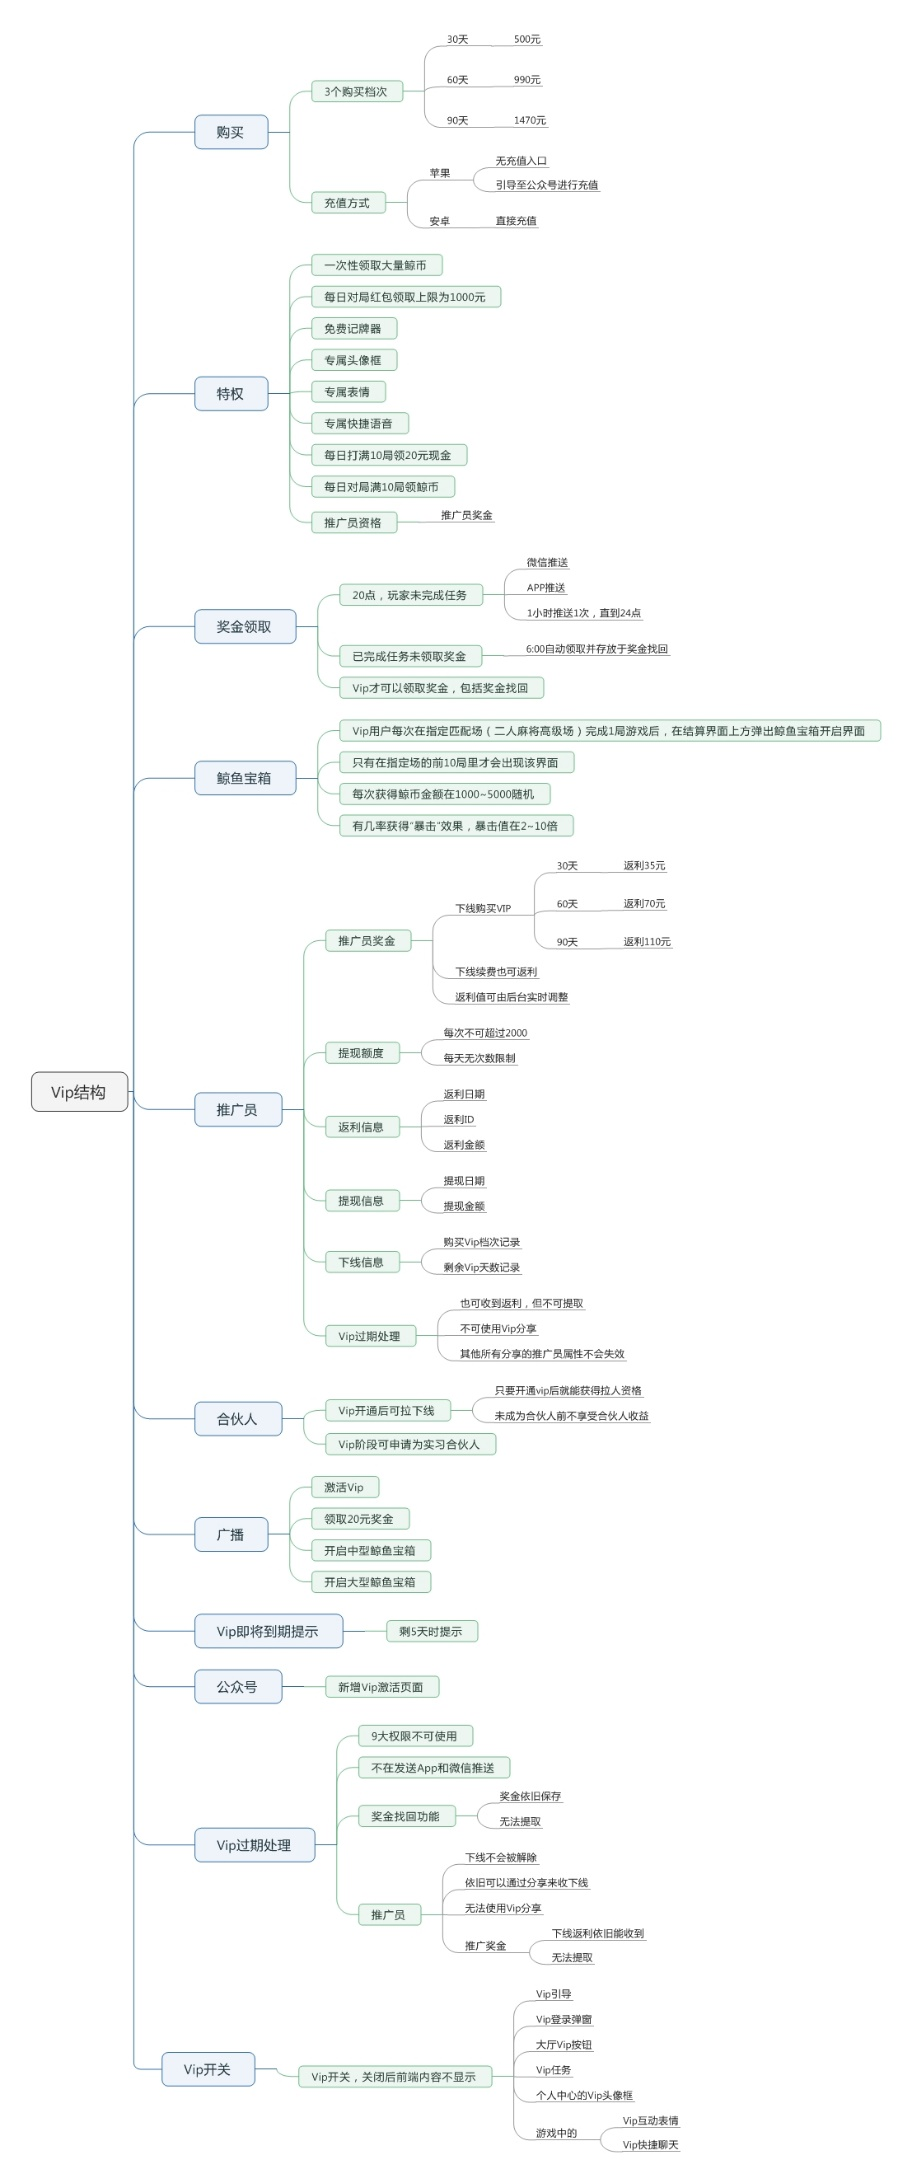 Vip结构
购买
3个购买档次
30天
500元
60天
990元
90天
1470元
充值方式
苹果
无充值入口
引导至公众号进行充值
安卓
直接充值
特权
一次性领取大量鲸币
每日对局红包领取上限为1000元
免费记牌器
专属头像框
专属表情
专属快捷语音
每日打满10局领20元现金
每日对局满10局领鲸币
推广员资格
推广员奖金
奖金领取
20点，玩家未完成任务
微信推送
APP推送
1小时推送1次，直到24点
已完成任务未领取奖金
6:00自动领取并存放于奖金找回
Vip才可以领取奖金，包括奖金找回
鲸鱼宝箱
Vip用户每次在指定匹配场（二人麻将高级场）完成1局游戏后，在结算界面上方弹出鲸鱼宝箱开启界面
只有在指定场的前10局里才会出现该界面
每次获得鲸币金额在1000~5000随机
有几率获得"暴击"效果，暴击值在2~10倍
推广员
推广员奖金
下线购买VIP
30天
返利35元
60天
返利70元
90天
返利110元
下线续费也可返利
返利值可由后台实时调整
提现额度
每次不可超过2000
每天无次数限制
返利信息
返利日期
返利ID
返利金额
提现信息
提现日期
提现金额
下线信息
购买Vip档次记录
剩余Vip天数记录
Vip过期处理
也可收到返利，但不可提取
不可使用Vip分享
其他所有分享的推广员属性不会失效
合伙人
Vip开通后可拉下线
只要开通vip后就能获得拉人资格
未成为合伙人前不享受合伙人收益
Vip阶段可申请为实习合伙人
广播
激活Vip
领取20元奖金
开启中型鲸鱼宝箱
开启大型鲸鱼宝箱
Vip即将到期提示
剩5天时提示
公众号
新增Vip激活页面
Vip过期处理
9大权限不可使用
不在发送App和微信推送
奖金找回功能
奖金依旧保存
无法提取
推广员
下线不会被解除
依旧可以通过分享来收下线
无法使用Vip分享
推广奖金
下线返利依旧能收到
无法提取
Vip开关
Vip开关，关闭后前端内容不显示
Vip引导
Vip登录弹窗
大厅Vip按钮
Vip任务
个人中心的Vip头像框
游戏中的
Vip互动表情
Vip快捷聊天